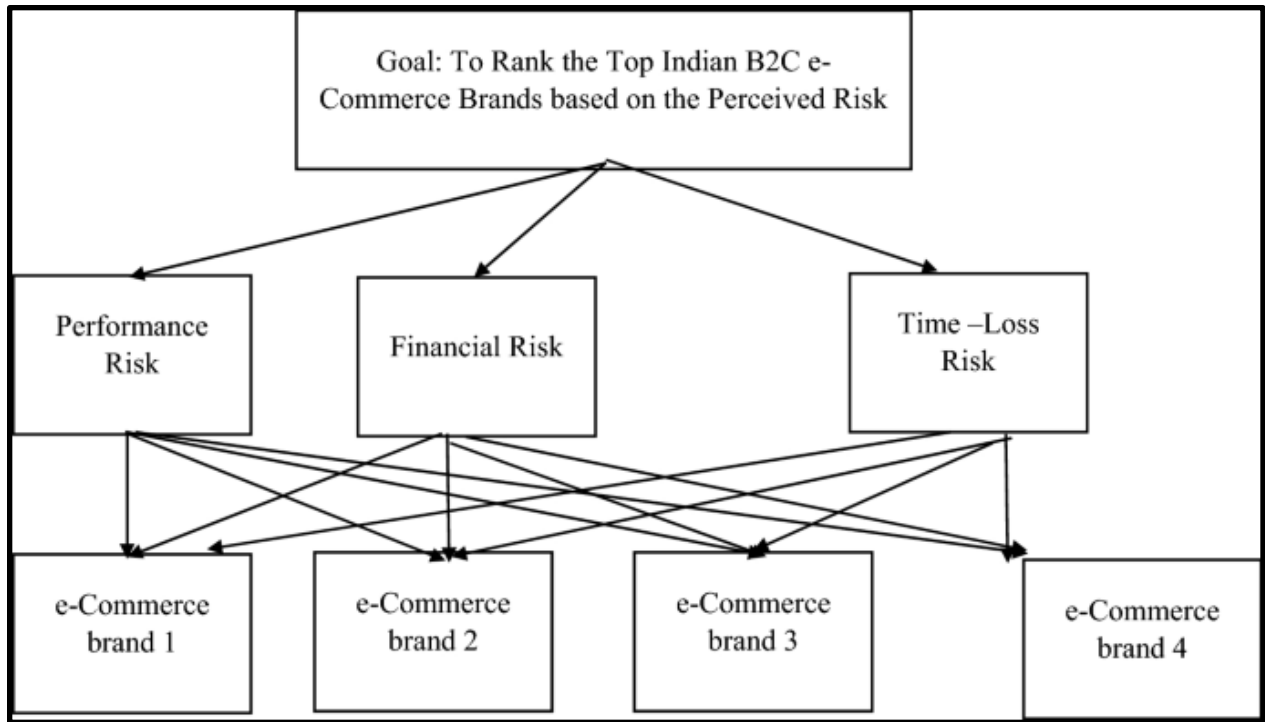 Goal: To Rank the Top Indian B2C e-
Commerce Brands based on the Perceived Risk
Performance
Risk
Financial Risk
Time –Loss
Risk
e-Commerce
brand 1
e-Commerce
brand 2
e-Commerce
brand 3
e-Commerce
brand 4